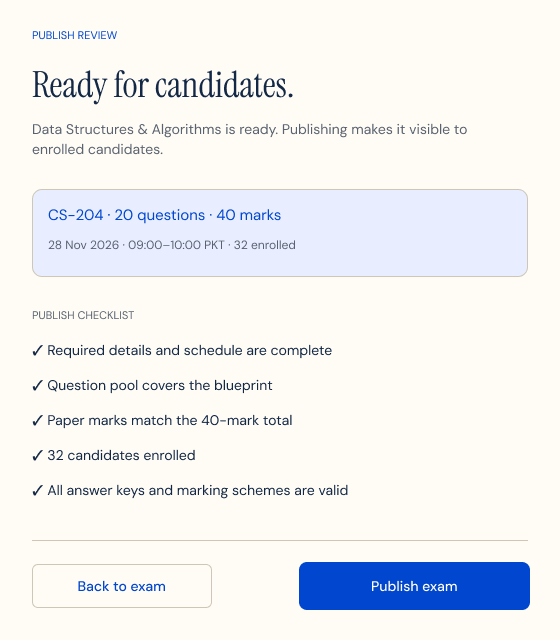 PUBLISH REVIEW
Ready for candidates.
Data Structures & Algorithms is ready. Publishing makes it visible to
enrolled candidates.
CS-204 · 20 questions · 40 marks
28 Nov 2026 · 09:00–10:00 PKT · 32 enrolled
PUBLISH CHECKLIST
✓ Required details and schedule are complete
✓ Question pool covers the blueprint
✓ Paper marks match the 40-mark total
✓ 32 candidates enrolled
✓ All answer keys and marking schemes are valid
Back to exam
Publish exam